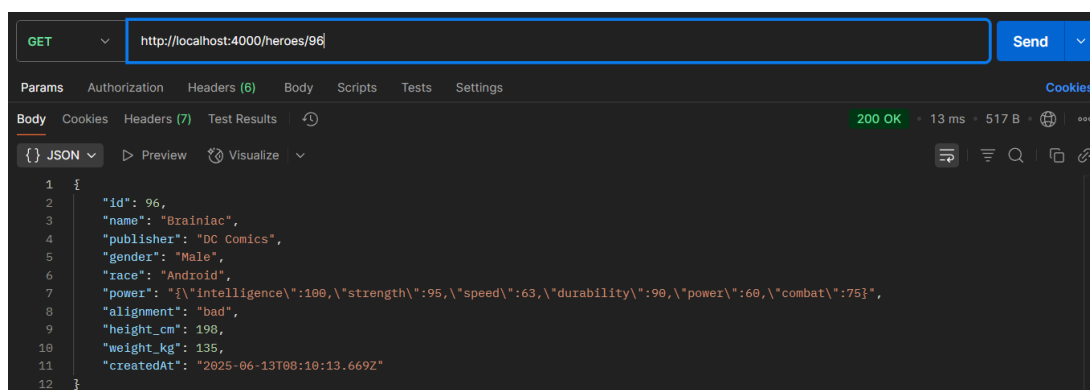 GET http://localhost:4000/heroes/96 Send
Params Authorization Headers (6) Body Scripts Tests Settings Cookies
Body Cookies Headers (7) Test Results 200 OK • 13 ms • 517 B •
{} JSON Preview Visualize
1 {
2 "id": 96,
3 "name": "Brainiac",
4 "publisher": "DC Comics",
5 "gender": "Male",
6 "race": "Android",
7 "power": "{\"intelligence\":100,\"strength\":95,\"speed\":63,\"durability\":90,\"power\":60,\"combat\":75}",
8 "alignment": "bad",
9 "height_cm": 198,
10 "weight_kg": 135,
11 "createdAt": "2025-06-13T08:10:13.669Z"
12 }